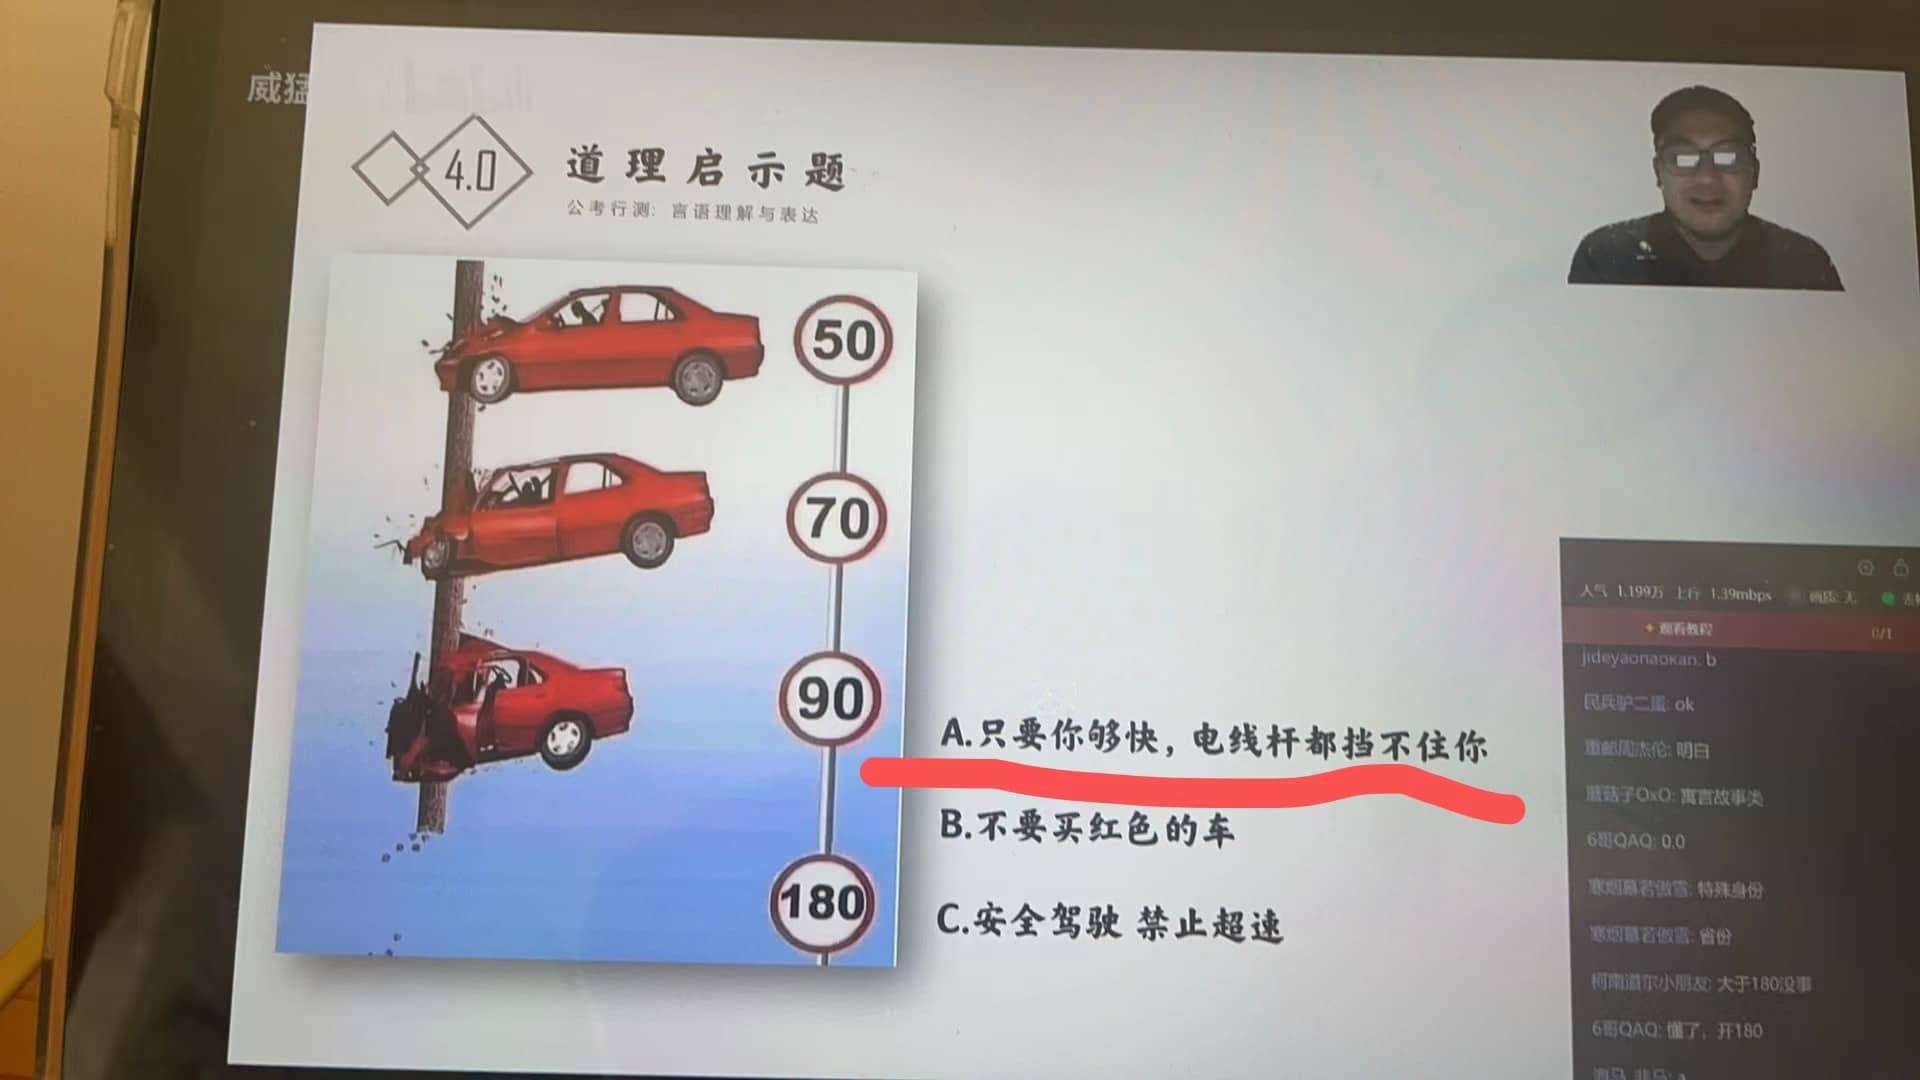 威猛
4.0
道理启示题
公考行测: 言语理解与表达
50
70
90
180
A.只要你够快，电线杆都挡不住你
B.不要买红色的车
C.安全驾驶 禁止超速
人气 1.199万 上行 1.39mbps 画质: 无
观看教程 0/1
jideyaonaokan: b
民兵驴二蛋: ok
重邮周杰伦: 明白
蘑菇子OxO: 寓言故事类
6哥QAQ: 0.0
寒烟慕若傲雪: 特殊身份
寒烟慕若傲雪: 省份
柯南道尔小朋友: 大于180没事
6哥QAQ: 懂了，开180